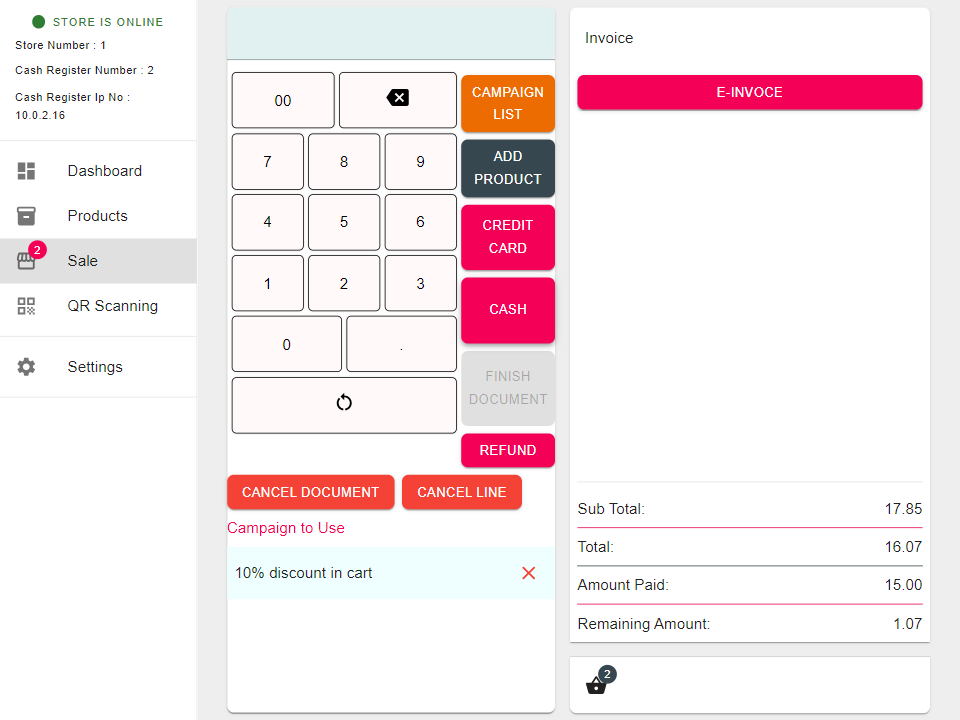 STORE IS ONLINE
Store Number : 1
Cash Register Number : 2
Cash Register Ip No :
10.0.2.16
Dashboard
Products
2
Sale
QR Scanning
Settings
00
7 8 9
4 5 6
1 2 3
0 .
CAMPAIGN
LIST
ADD
PRODUCT
CREDIT
CARD
CASH
FINISH
DOCUMENT
REFUND
CANCEL DOCUMENT CANCEL LINE
Campaign to Use
10% discount in cart
Invoice
E-INVOCE
Sub Total: 17.85
Total: 16.07
Amount Paid: 15.00
Remaining Amount: 1.07
2